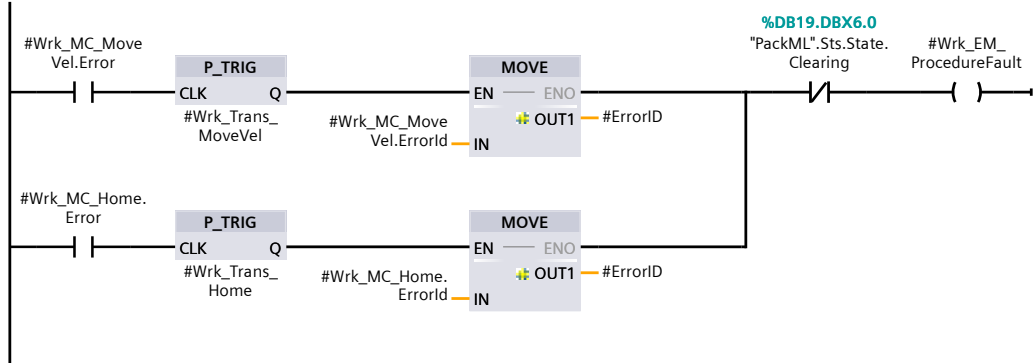 %DB19.DBX6.0
#Wrk_MC_Move
Vel.Error
"PackML".Sts.State.
Clearing
#Wrk_EM_
ProcedureFault
P_TRIG
MOVE
CLK
Q
EN
ENO
#Wrk_Trans_
MoveVel
#Wrk_MC_Move
Vel.ErrorId
IN
OUT1
#ErrorID
#Wrk_MC_Home.
Error
P_TRIG
MOVE
CLK
Q
EN
ENO
#Wrk_Trans_
Home
#Wrk_MC_Home.
ErrorId
IN
OUT1
#ErrorID